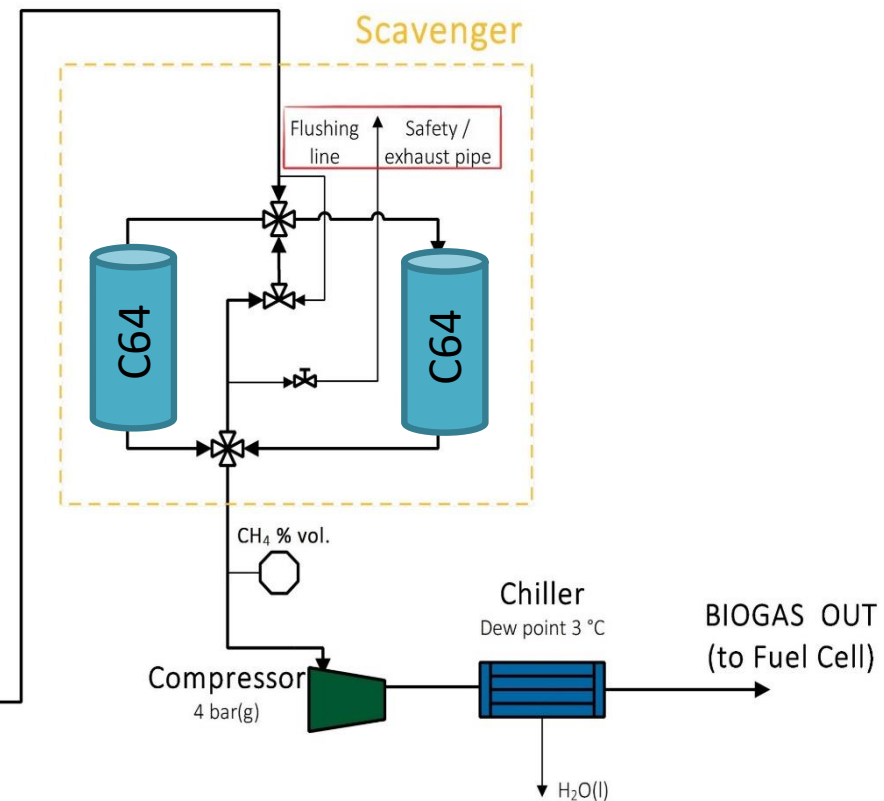 Scavenger
Flushing
line
Safety /
exhaust pipe
C64
C64
CH₄ % vol.
Chiller
Dew point 3 °C
BIOGAS OUT
(to Fuel Cell)
Compressor
4 bar(g)
H₂O(l)